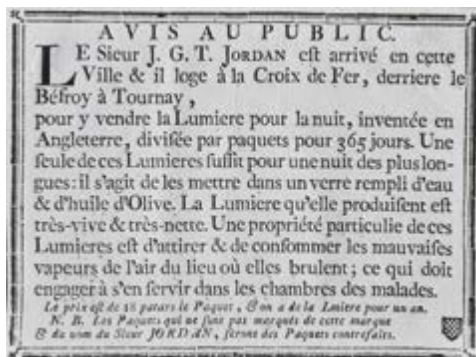 AVIS AU PUBLIC.
LE Sieur J. G. T. JORDAN eſt arrivé en cette
Ville & il loge à la Croix de Fer, derriere le
Béfroy à Tournay,
pour y vendre la Lumiere pour la nuit, inventée en
Angleterre, diviſée par paquets pour 365 jours. Une
ſeule de ces Lumieres ſuffit pour une nuit des plus lon-
gues: il s'agit de les mettre dans un verre rempli d'eau
& d'huile d'Olive. La Lumiere qu'elle produiſent eſt
très-vive & très-nette. Une propriété particulie de ces
Lumieres eſt d'attirer & de conſommer les mauvaiſes
vapeurs de l'air du lieu où elles brulent; ce qui doit
engager à s'en ſervir dans les chambres des malades.
Le prix eſt de 18 patars le Paquet, & on a de la Lmiere pour un an.
N. B. Les Paquets qui ne ſont pas marqués de cette marque
& du nom du Sieur JORDAN, ſeront des Paquets contrefaits.